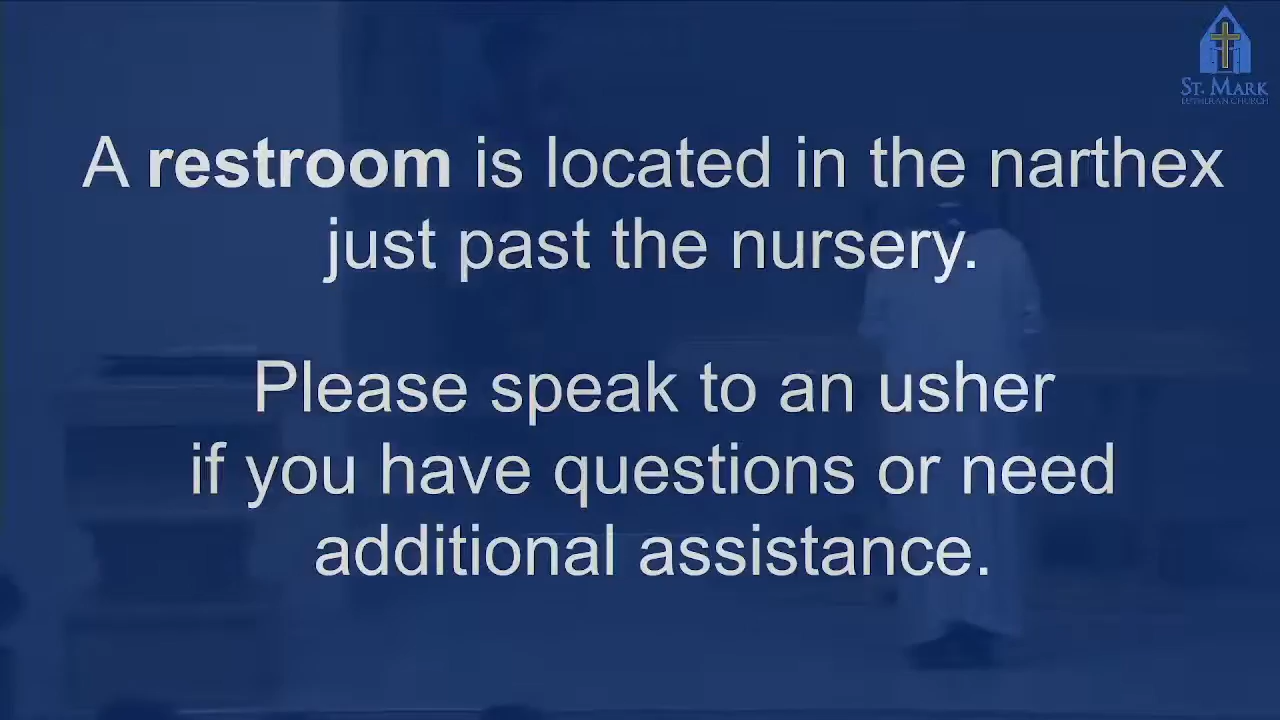 St. Mark
Lutheran Church
A restroom is located in the narthex
just past the nursery.
Please speak to an usher
if you have questions or need
additional assistance.